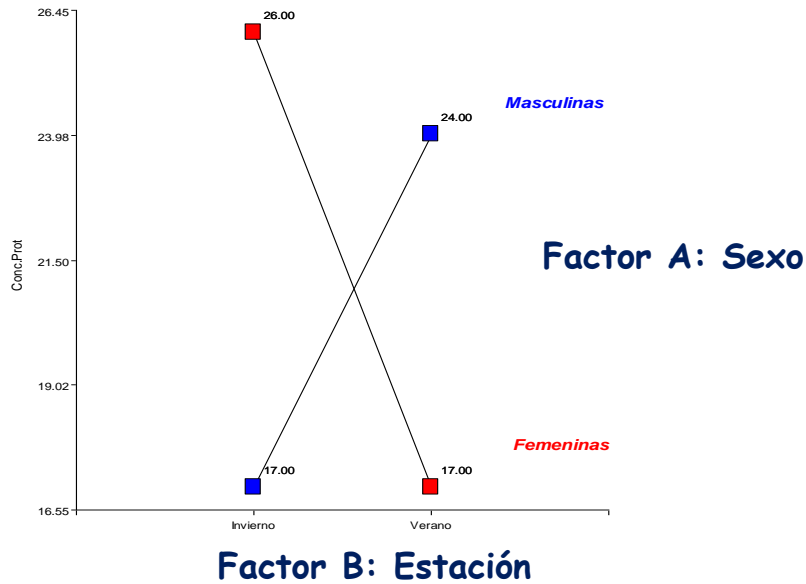 26.45
26.00
Masculinas
24.00
23.98
Conc.Prot
21.50
Factor A: Sexo
19.02
Femeninas
17.00
17.00
16.55
Invierno
Verano
Factor B: Estación